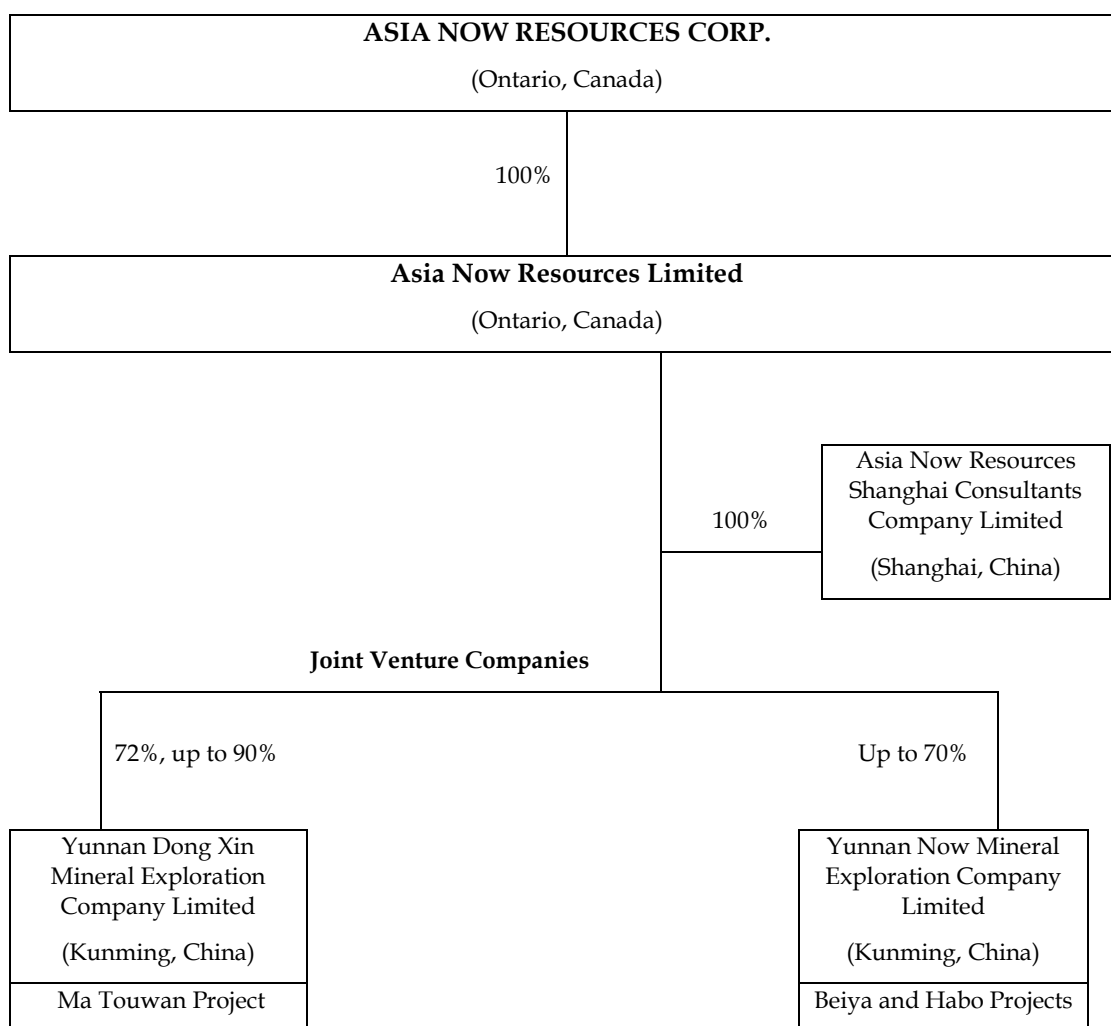 ASIA NOW RESOURCES CORP.
(Ontario, Canada)
100%
Asia Now Resources Limited
(Ontario, Canada)
Asia Now Resources
Shanghai Consultants
Company Limited
(Shanghai, China)
100%
Joint Venture Companies
72%, up to 90%
Up to 70%
Yunnan Dong Xin
Mineral Exploration
Company Limited
(Kunming, China)
Ma Touwan Project
Yunnan Now Mineral
Exploration Company
Limited
(Kunming, China)
Beiya and Habo Projects